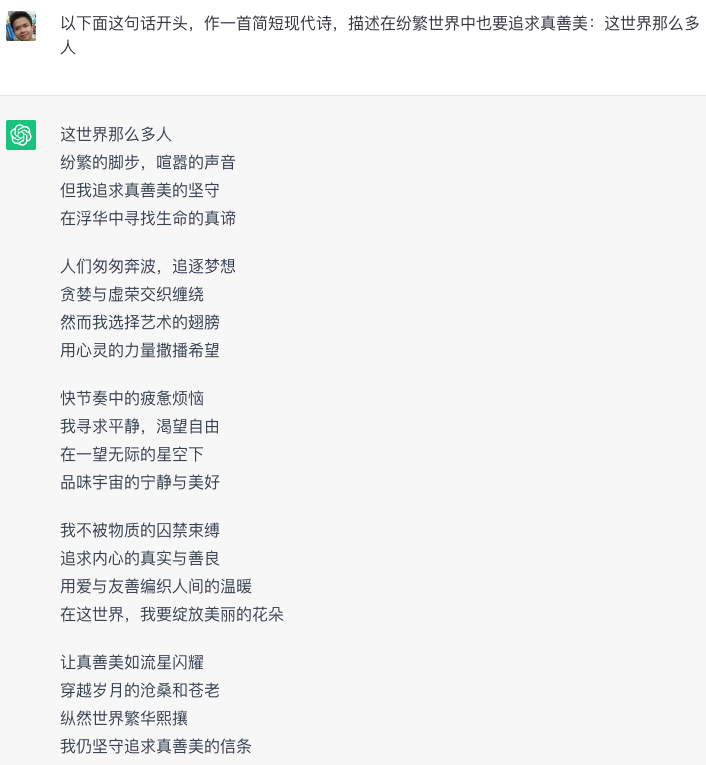 以下面这句话开头，作一首简短现代诗，描述在纷繁世界中也要追求真善美：这世界那么多
人
这世界那么多人
纷繁的脚步，喧嚣的声音
但我追求真善美的坚守
在浮华中寻找生命的真谛
人们匆匆奔波，追逐梦想
贪婪与虚荣交织缠绕
然而我选择艺术的翅膀
用心灵的力量撒播希望
快节奏中的疲惫烦恼
我寻求平静，渴望自由
在一望无际的星空下
品味宇宙的宁静与美好
我不被物质的囚禁束缚
追求内心的真实与善良
用爱与友善编织人间的温暖
在这世界，我要绽放美丽的花朵
让真善美如流星闪耀
穿越岁月的沧桑和苍老
纵然世界繁华熙攘
我仍坚守追求真善美的信条